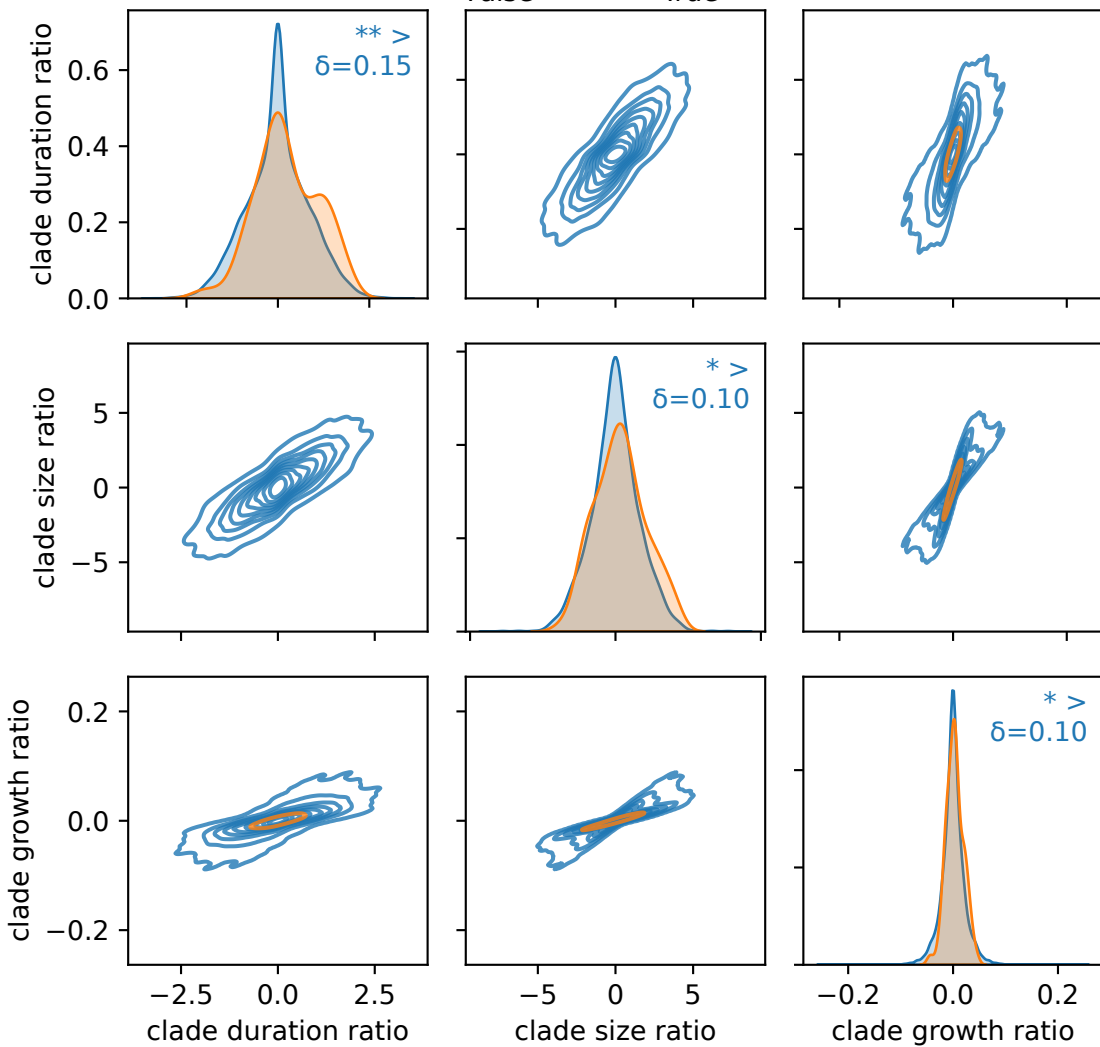 clade duration ratio
0.6
0.4
0.2
0.0
** >
δ=0.15
clade size ratio
5
0
−5
* >
δ=0.10
clade growth ratio
0.2
0.0
−0.2
* >
δ=0.10
−2.5 0.0 2.5
−5 0 5
−0.2 0.0 0.2
clade duration ratio
clade size ratio
clade growth ratio